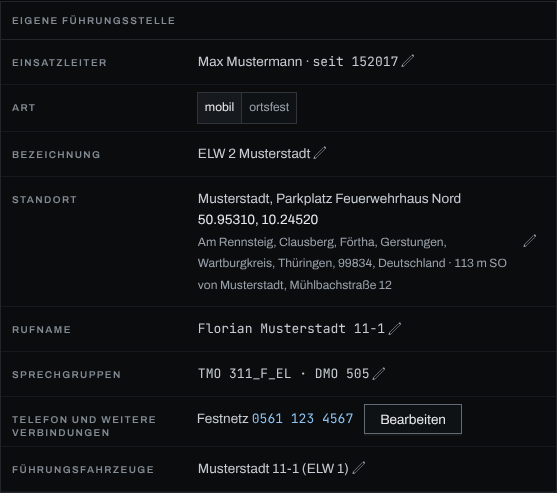 EIGENE FÜHRUNGSSTELLE
EINSATZLEITER Max Mustermann · seit 152017
ART mobil ortsfest
BEZEICHNUNG ELW 2 Musterstadt
STANDORT Musterstadt, Parkplatz Feuerwehrhaus Nord
50.95310, 10.24520
Am Rennsteig, Clausberg, Förtha, Gerstungen,
Wartburgkreis, Thüringen, 99834, Deutschland · 113 m SO
von Musterstadt, Mühlbachstraße 12
RUFNAME Florian Musterstadt 11-1
SPRECHGRUPPEN TMO 311_F_EL · DMO 505
TELEFON UND WEITERE
VERBINDUNGEN
Festnetz 0561 123 4567 Bearbeiten
FÜHRUNGSFAHRZEUGE Musterstadt 11-1 (ELW 1)